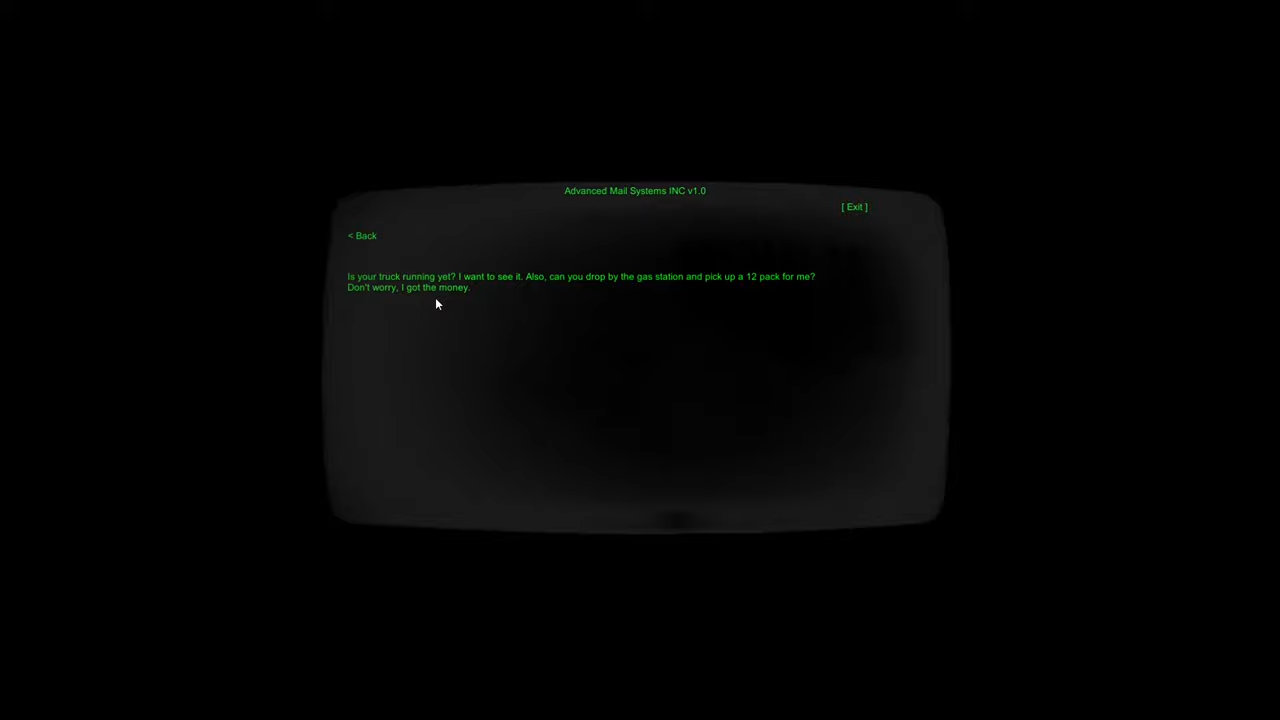 Advanced Mail Systems INC v1.0
[ Exit ]
< Back
Is your truck running yet? I want to see it. Also, can you drop by the gas station and pick up a 12 pack for me?
Don't worry, I got the money.